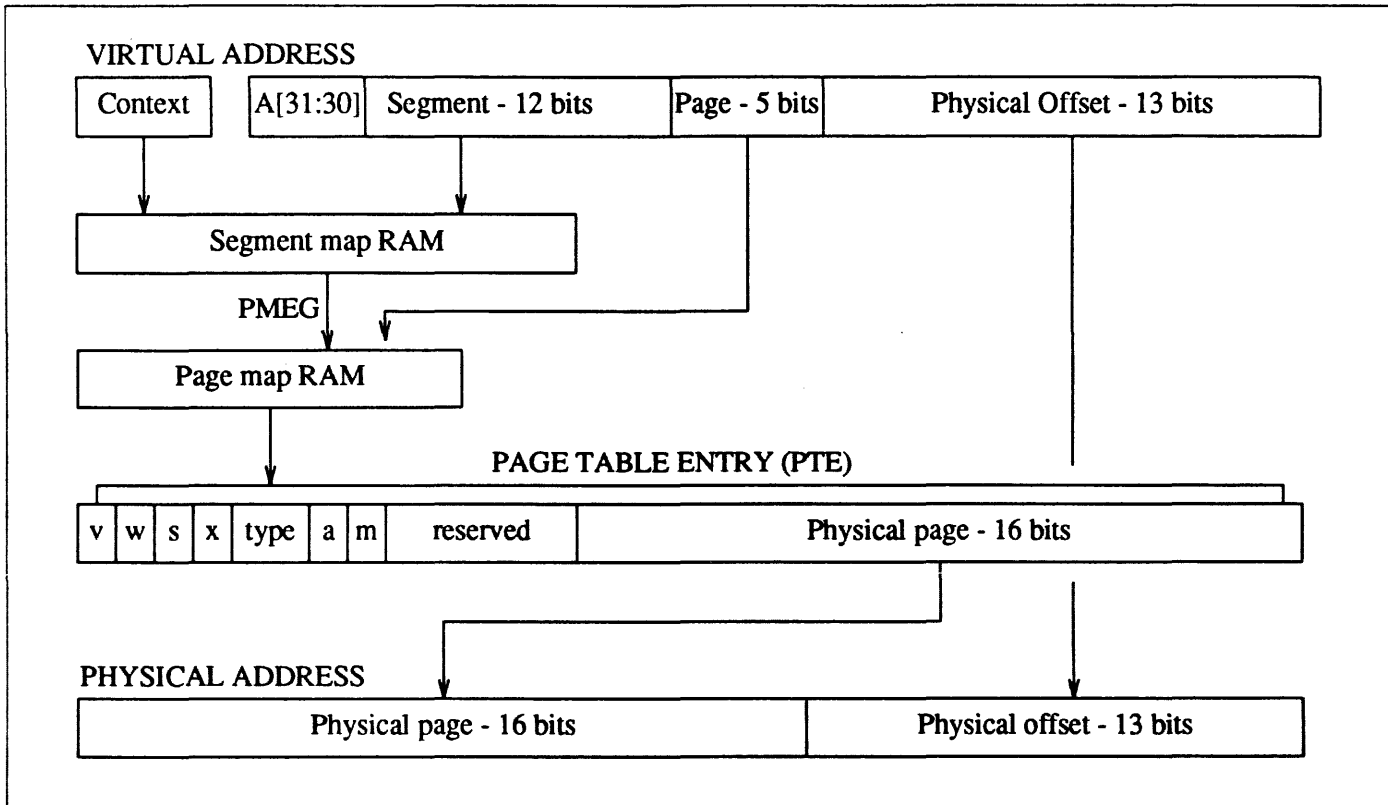 VIRTUAL ADDRESS
Context A[31:30] Segment - 12 bits Page - 5 bits Physical Offset - 13 bits
Segment map RAM
PMEG
Page map RAM
PAGE TABLE ENTRY (PTE)
v w s x type a m reserved Physical page - 16 bits
PHYSICAL ADDRESS
Physical page - 16 bits Physical offset - 13 bits